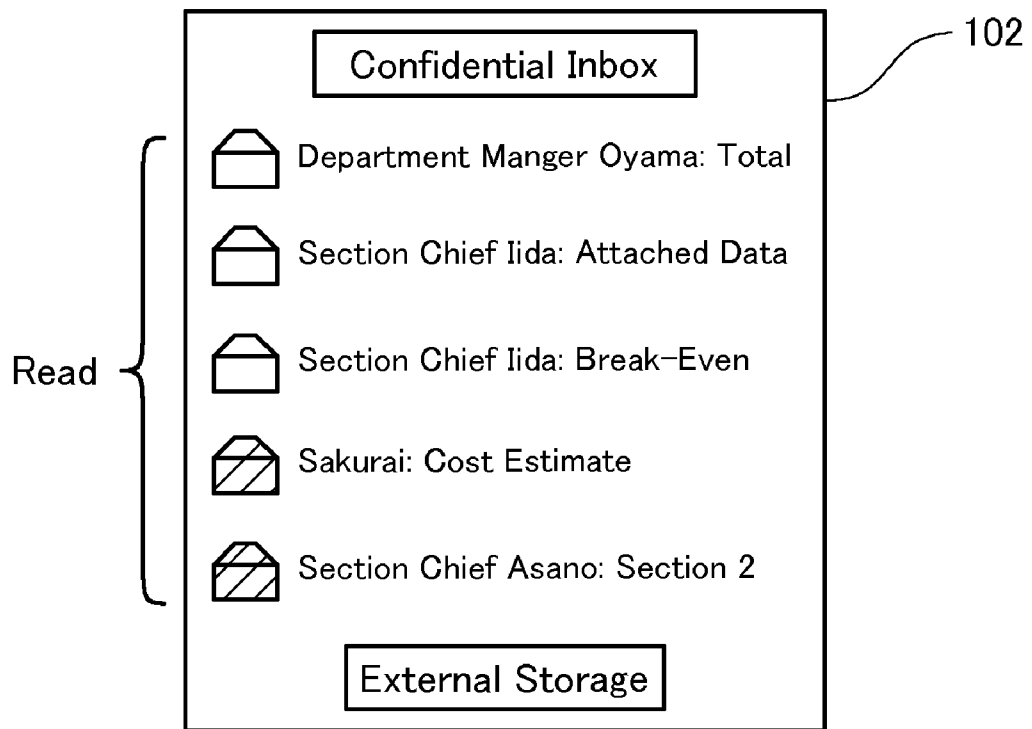 102
Confidential Inbox
Department Manger Oyama: Total
Section Chief Iida: Attached Data
Section Chief Iida: Break-Even
Read
Sakurai: Cost Estimate
Section Chief Asano: Section 2
External Storage